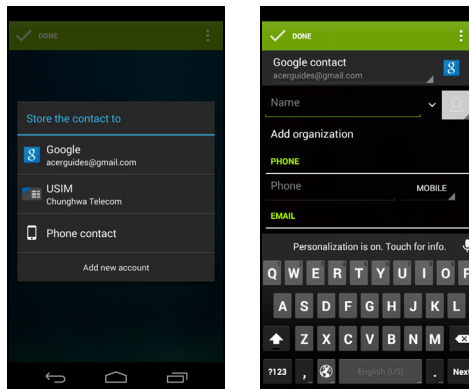 DONE
Store the contact to
Google
acerguides@gmail.com
USIM
Chunghwa Telecom
Phone contact
Add new account
DONE
Google contact
acerguides@gmail.com
8
Name
Add organization
PHONE
Phone
MOBILE
EMAIL
Personalization is on. Touch for info.
Q W E R T Y U I O P
A S D F G H J K L
Z X C V B N M
?123 , English (US) . Next